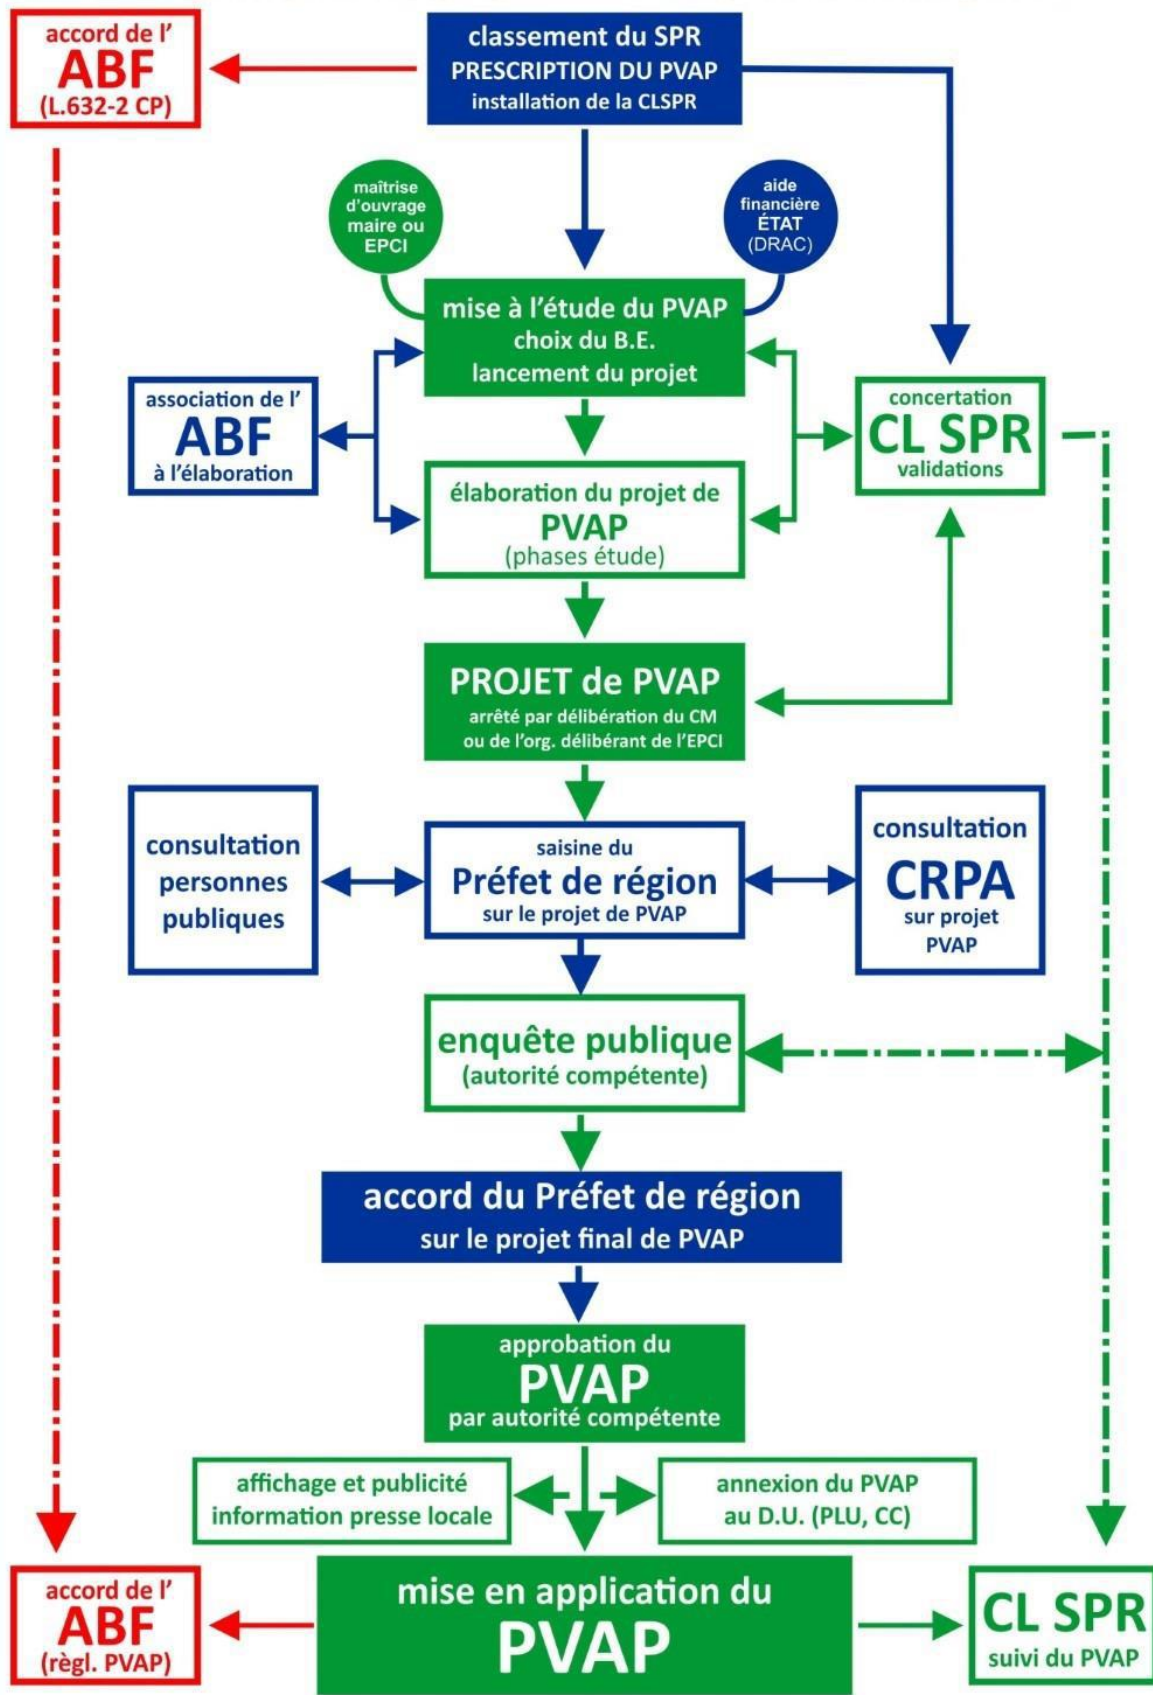 accord de l'
ABF
(L.632-2 CP)
classement du SPR
PRESCRIPTION DU PVAP
installation de la CLSPR
maîtrise
d'ouvrage
maire ou
EPCI
aide
financière
ÉTAT
(DRAC)
mise à l'étude du PVAP
choix du B.E.
lancement du projet
association de l'
ABF
à l'élaboration
concertation
CL SPR
validations
élaboration du projet de
PVAP
(phases étude)
PROJET de PVAP
arrêté par délibération du CM
ou de l'org. délibérant de l'EPCI
consultation
personnes
publiques
saisine du
Préfet de région
sur le projet de PVAP
consultation
CRPA
sur projet
PVAP
enquête publique
(autorité compétente)
accord du Préfet de région
sur le projet final de PVAP
approbation du
PVAP
par autorité compétente
affichage et publicité
information presse locale
annexion du PVAP
au D.U. (PLU, CC)
accord de l'
ABF
(règl. PVAP)
mise en application du
PVAP
CL SPR
suivi du PVAP